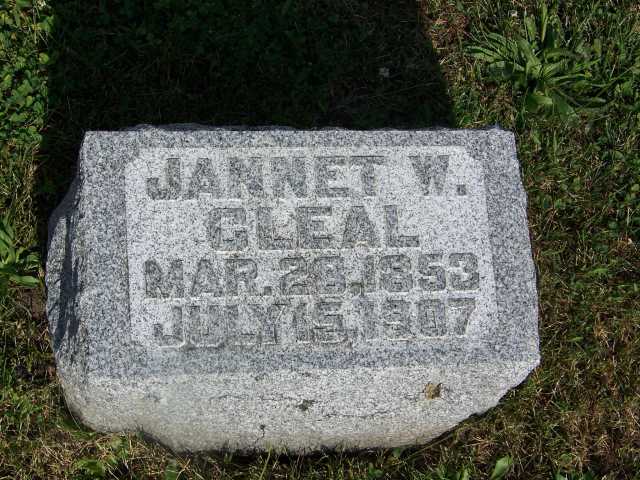 JANNET W.
CLEAL
MAR. 28, 1853
JULY 15, 1907